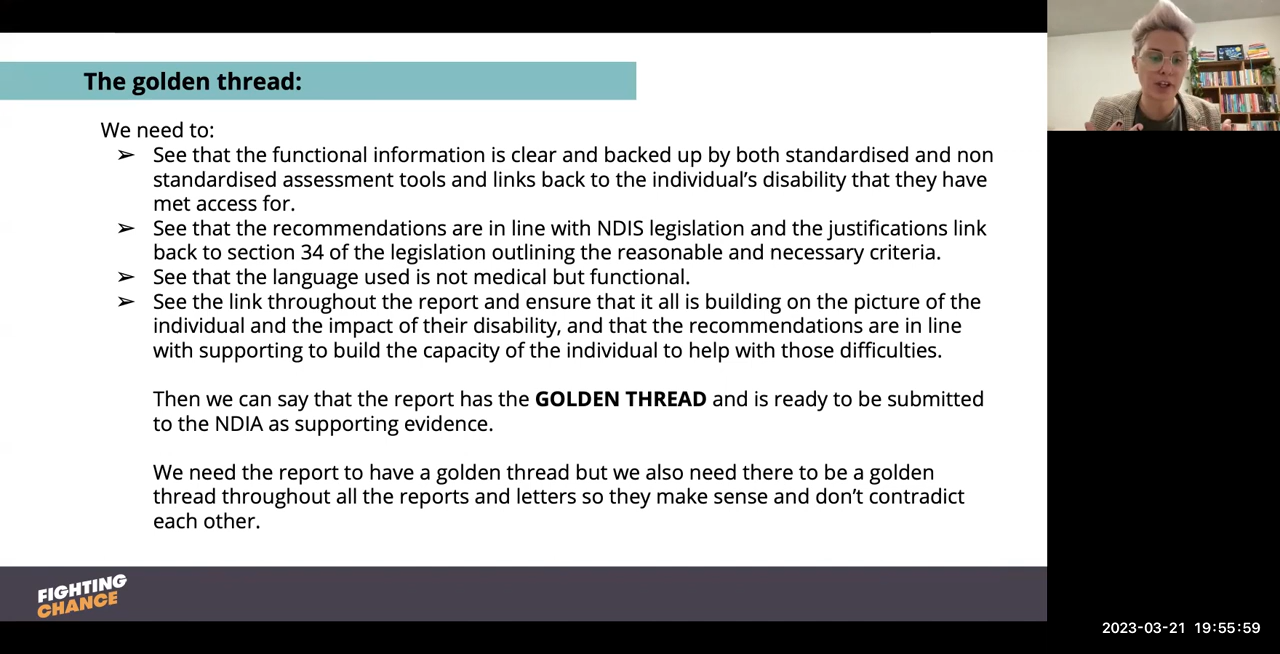 The golden thread:
We need to:
➢ See that the functional information is clear and backed up by both standardised and non
standardised assessment tools and links back to the individual’s disability that they have
met access for.
➢ See that the recommendations are in line with NDIS legislation and the justifications link
back to section 34 of the legislation outlining the reasonable and necessary criteria.
➢ See that the language used is not medical but functional.
➢ See the link throughout the report and ensure that it all is building on the picture of the
individual and the impact of their disability, and that the recommendations are in line
with supporting to build the capacity of the individual to help with those difficulties.
Then we can say that the report has the GOLDEN THREAD and is ready to be submitted
to the NDIA as supporting evidence.
We need the report to have a golden thread but we also need there to be a golden
thread throughout all the reports and letters so they make sense and don’t contradict
each other.
FIGHTING
CHANCE
2023-03-21 19:55:59